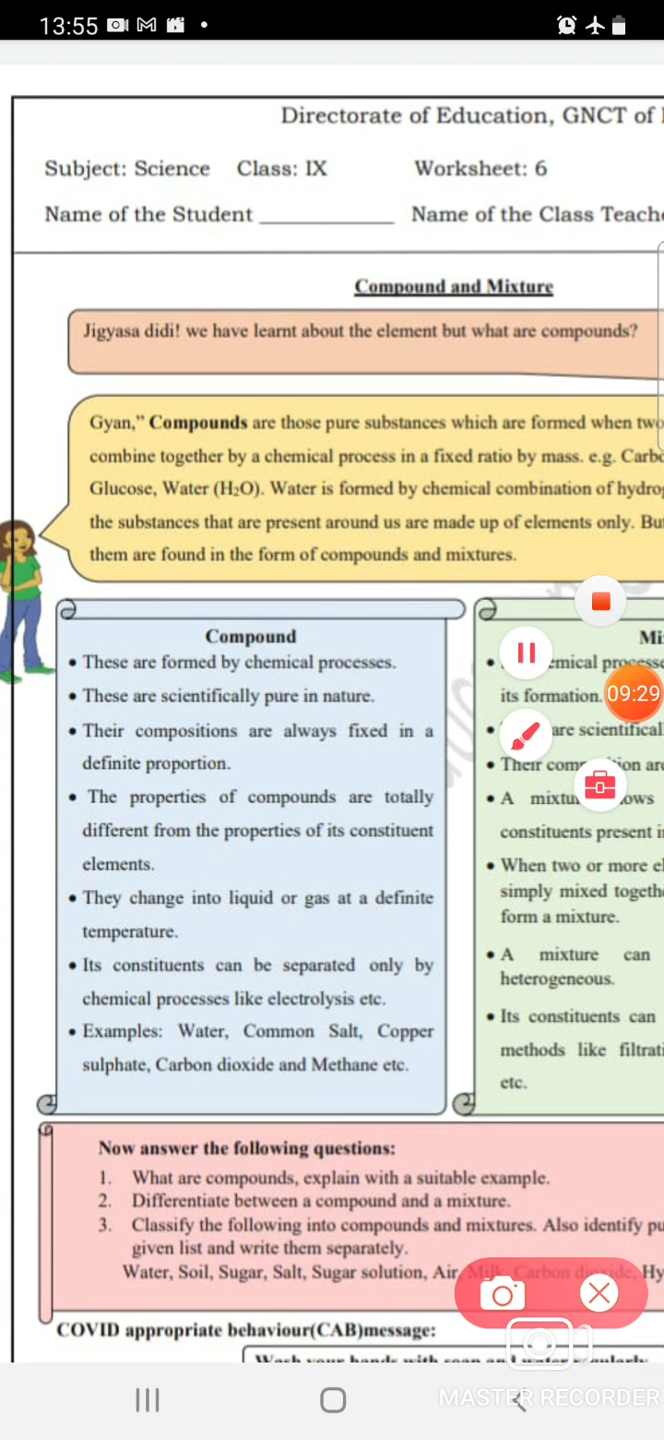 13:55
Directorate of Education, GNCT of
Subject: Science Class: IX Worksheet: 6
Name of the Student ____________ Name of the Class
Compound and Mixture
Jigyasa didi! we have learnt about the element but what are compounds?
Gyan,” Compounds are those pure substances which are formed when
combine together by a chemical process in a fixed ratio by mass. e.g.
Glucose, Water (H₂O). Water is formed by chemical combination of
the substances that are present around us are made up of elements only.
them are found in the form of compounds and mixtures.
Compound
• These are formed by chemical processes.
• These are scientifically pure in nature.
• Their compositions are always fixed in a
definite proportion.
• The properties of compounds are totally
different from the properties of its constituent
elements.
• They change into liquid or gas at a definite
temperature.
• Its constituents can be separated only by
chemical processes like electrolysis etc.
• Examples: Water, Common Salt, Copper
sulphate, Carbon dioxide and Methane etc.
•
its formation.
09:29
• are
• Their
• A
constituents present
• When two or more
simply mixed
form a mixture.
• A mixture can
heterogeneous.
• Its constituents can
methods like
etc.
Now answer the following questions:
1. What are compounds, explain with a suitable example.
2. Differentiate between a compound and a mixture.
3. Classify the following into compounds and mixtures. Also identify
given list and write them separately.
Water, Soil, Sugar, Salt, Sugar solution, Air, Milk, Carbon dioxide,
COVID appropriate behaviour(CAB)message:
Wash your hands with soap and water regularly
MASTER RECORDER